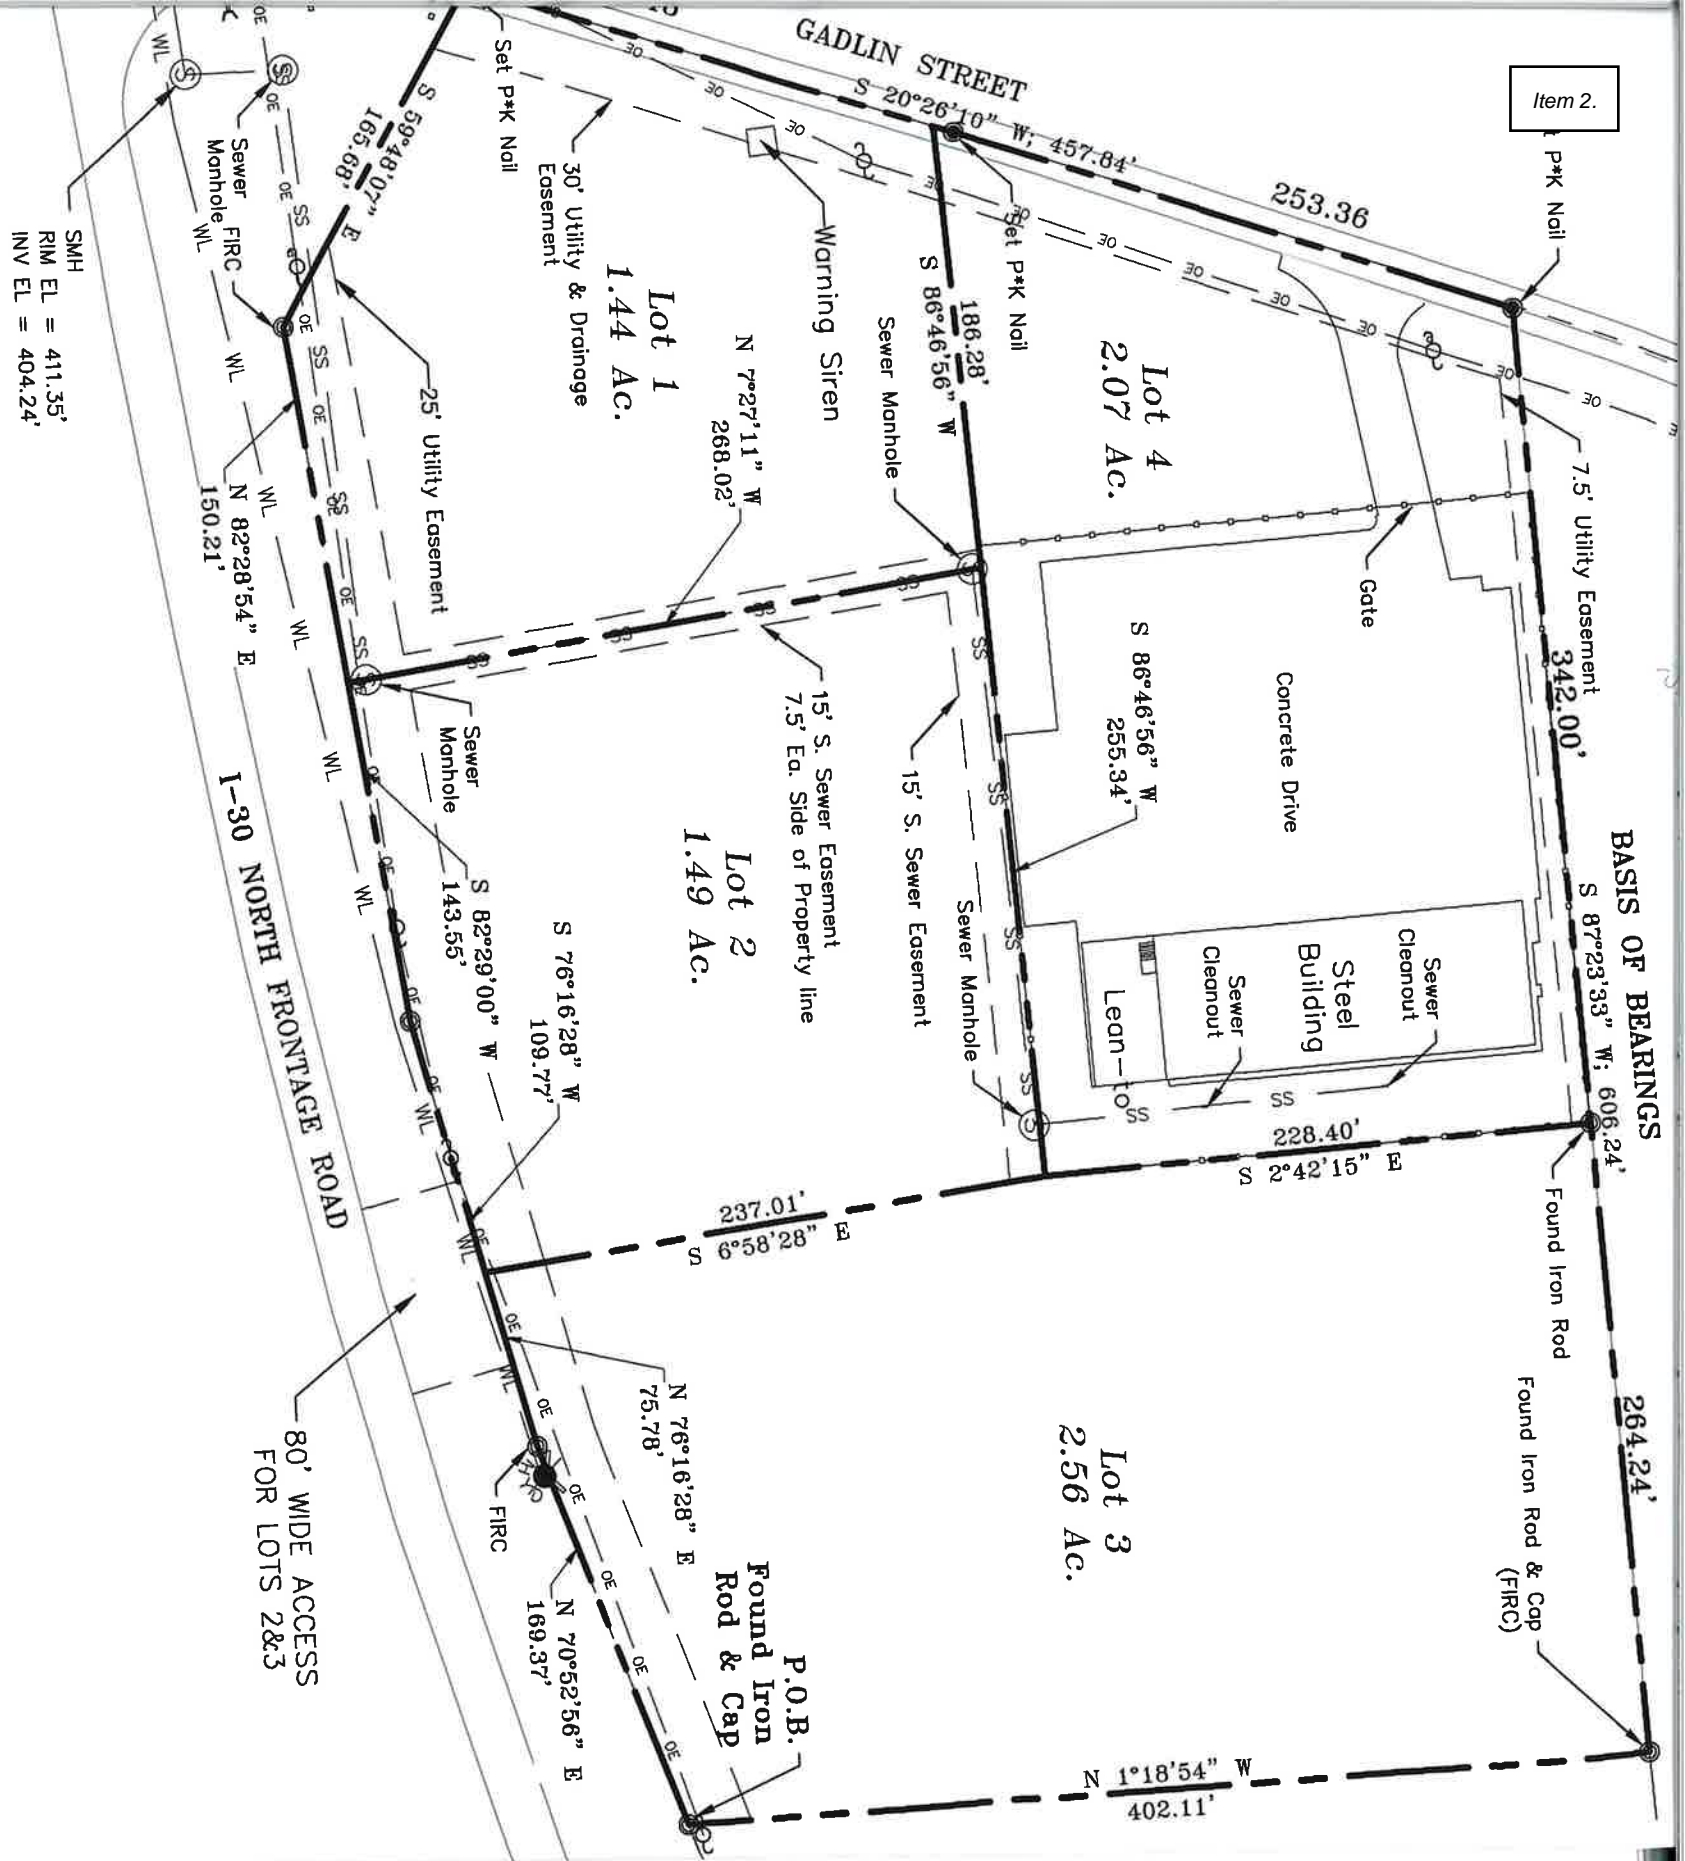 Item 2.
P*K Nail
BASIS OF BEARINGS
S 87°23'33" W; 606.24'
342.00'
264.24'
7.5' Utility Easement
Found Iron Rod
Found Iron Rod & Cap
(FIRC)
GADLIN STREET
S 20°26'10" W; 457.84'
253.36
Set P*K Nail
Set P*K Nail
Lot 4
2.07 Ac.
Gate
Concrete Drive
Steel
Building
Lean-to
Sewer
Cleanout
Sewer
Cleanout
228.40'
S 2°42'15" E
S 86°46'56" W
255.34'
186.28'
S 86°46'56" W
Sewer Manhole
Sewer Manhole
15' S. Sewer Easement
15' S. Sewer Easement
7.5' Ea. Side of Property line
Warning Siren
30' Utility & Drainage
Easement
Lot 1
1.44 Ac.
N 7°27'11" W
268.02'
Lot 2
1.49 Ac.
237.01'
S 6°58'28" E
Lot 3
2.56 Ac.
N 1°18'54" W
402.11'
P.O.B.
Found Iron
Rod & Cap
S 59°48'07" E
165.68'
25' Utility Easement
Sewer
Manhole
Sewer
Manhole
FIRC
N 82°28'54" E
150.21'
S 82°29'00" W
143.55'
S 76°16'28" W
109.77'
N 76°16'28" E
75.78'
FIRC
N 70°52'56" E
169.37'
I-30 NORTH FRONTAGE ROAD
80' WIDE ACCESS
FOR LOTS 2&3
SMH
RIM EL = 411.35'
INV EL = 404.24'
OE
SS
WL